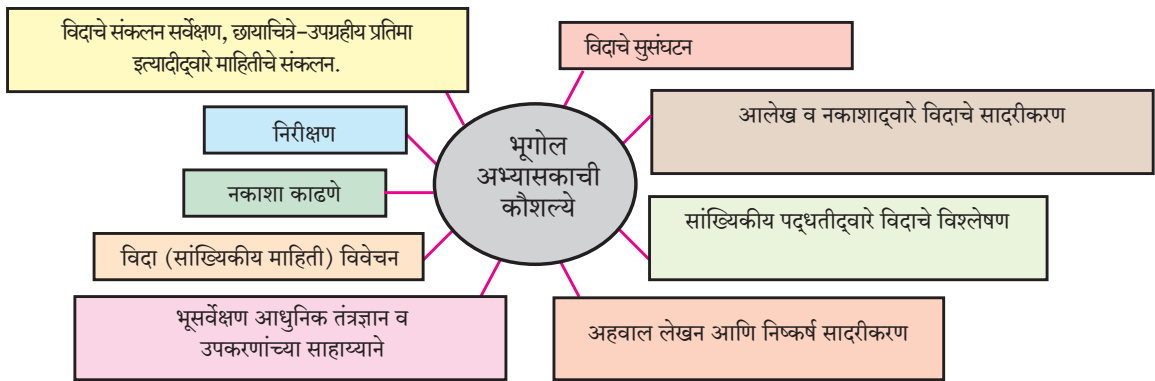 विदाचे संकलन सर्वेक्षण, छायाचित्रे-उपग्रहीय प्रतिमा
इत्यादीद्‌वारे माहितीचे संकलन.
विदाचे सुसंघटन
निरीक्षण
आलेख व नकाशाद्‌वारे विदाचे सादरीकरण
भूगोल
अभ्यासकाची
कौशल्ये
नकाशा काढणे
सांख्यिकीय पद्धतीद्‌वारे विदाचे विश्लेषण
विदा (सांख्यिकीय माहिती) विवेचन
भूसर्वेक्षण आधुनिक तंत्रज्ञान व
उपकरणांच्या साहाय्याने
अहवाल लेखन आणि निष्कर्ष सादरीकरण